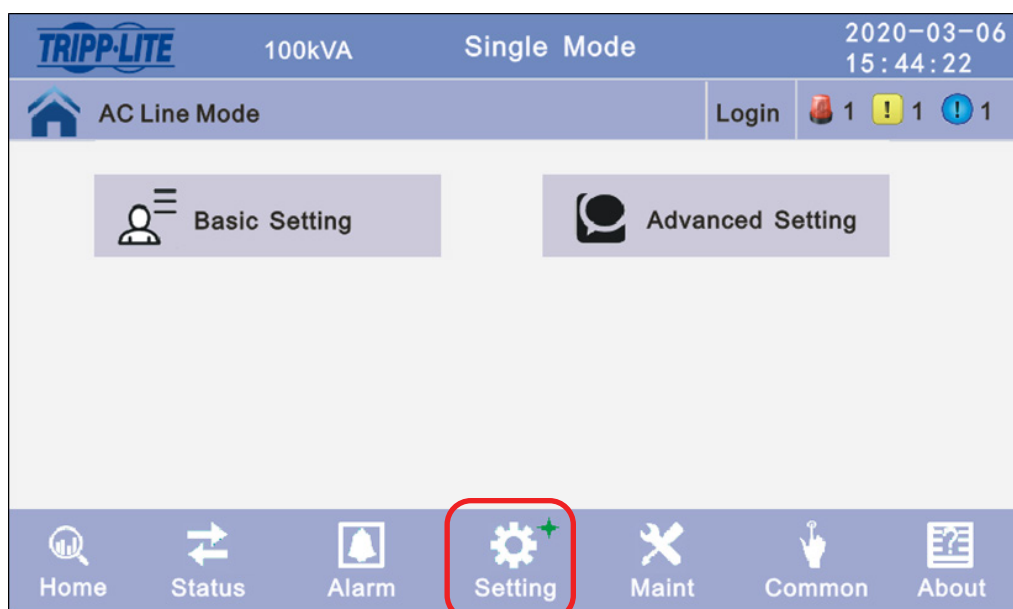 TRIPP·LITE 100kVA Single Mode 2020-03-06
15:44:22
AC Line Mode Login 1 ! 1 ! 1
Basic Setting Advanced Setting
Home Status Alarm Setting Maint Common About